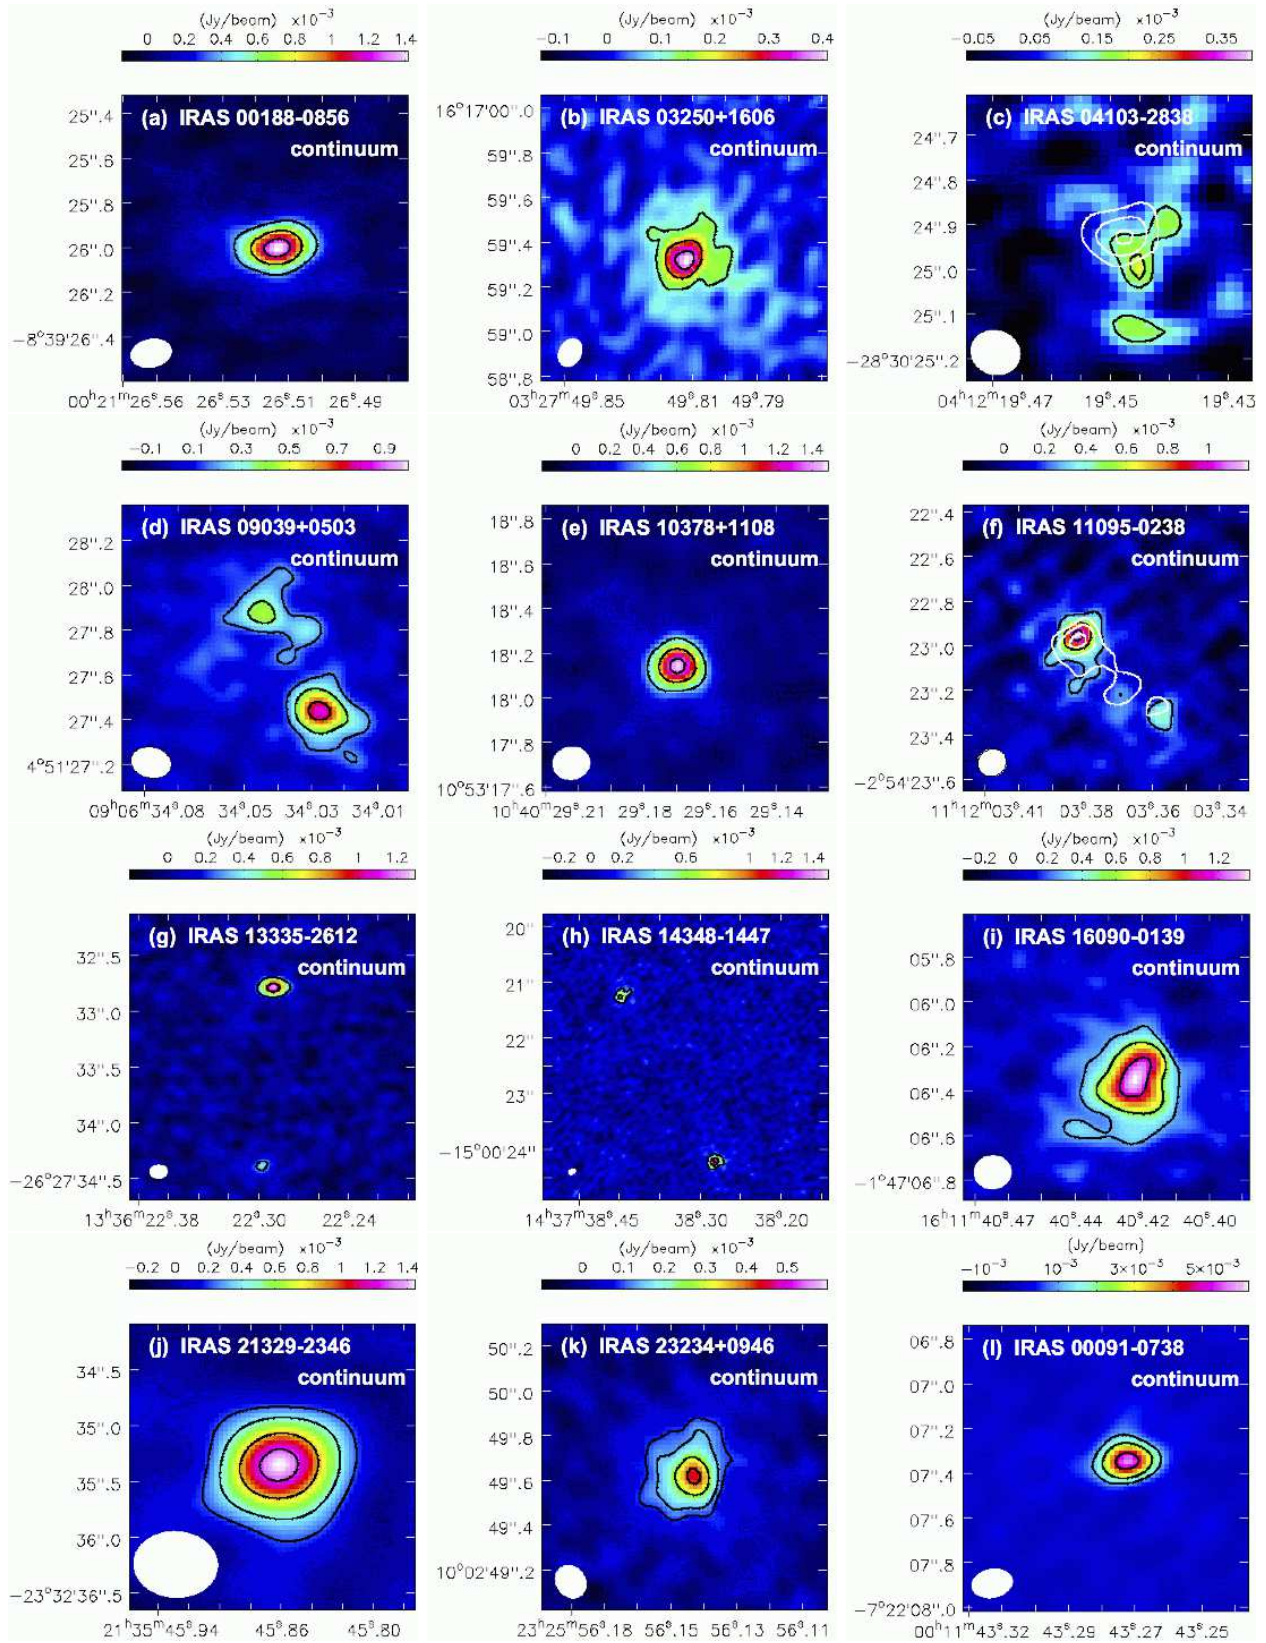 (Jy/beam) x10⁻³
0 0.2 0.4 0.6 0.8 1 1.2 1.4
(a) IRAS 00188-0856
continuum
25".4
25".6
25".8
26".0
26".2
−8°39'26".4
00ʰ21ᵐ26ˢ.56 26ˢ.53 26ˢ.51 26ˢ.49
(Jy/beam) x10⁻³
−0.1 0 0.1 0.2 0.3 0.4
(b) IRAS 03250+1606
continuum
16°17'00".0
59".8
59".6
59".4
59".2
59".0
58".8
03ʰ27ᵐ49ˢ.85 49ˢ.81 49ˢ.79
(Jy/beam) x10⁻³
−0.05 0.05 0.15 0.25 0.35
(c) IRAS 04103-2838
continuum
24".7
24".8
24".9
25".0
25".1
−28°30'25".2
04ʰ12ᵐ19ˢ.47 19ˢ.45 19ˢ.43
(Jy/beam) x10⁻³
−0.1 0.1 0.3 0.5 0.7 0.9
(d) IRAS 09039+0503
continuum
28".2
28".0
27".8
27".6
27".4
4°51'27".2
09ʰ06ᵐ34ˢ.08 34ˢ.05 34ˢ.03 34ˢ.01
(Jy/beam) x10⁻³
0 0.2 0.4 0.6 0.8 1 1.2 1.4
(e) IRAS 10378+1108
continuum
18".8
18".6
18".4
18".2
18".0
17".8
10°53'17".6
10ʰ40ᵐ29ˢ.21 29ˢ.18 29ˢ.16 29ˢ.14
(Jy/beam) x10⁻³
0 0.2 0.4 0.6 0.8 1
(f) IRAS 11095-0238
continuum
22".4
22".6
22".8
23".0
23".2
23".4
−2°54'23".6
11ʰ12ᵐ03ˢ.41 03ˢ.38 03ˢ.36 03ˢ.34
(Jy/beam) x10⁻³
0 0.2 0.4 0.6 0.8 1 1.2
(g) IRAS 13335-2612
continuum
32".5
33".0
33".5
34".0
−26°27'34".5
13ʰ36ᵐ22ˢ.38 22ˢ.30 22ˢ.24
(Jy/beam) x10⁻³
−0.2 0 0.2 0.6 1 1.2 1.4
(h) IRAS 14348-1447
continuum
20"
21"
22"
23"
−15°00'24"
14ʰ37ᵐ38ˢ.45 38ˢ.30 38ˢ.20
(Jy/beam) x10⁻³
−0.2 0 0.2 0.4 0.6 0.8 1 1.2
(i) IRAS 16090-0139
continuum
05".8
06".0
06".2
06".4
06".6
−1°47'06".8
16ʰ11ᵐ40ˢ.47 40ˢ.44 40ˢ.42 40ˢ.40
(Jy/beam) x10⁻³
−0.2 0 0.2 0.4 0.6 0.8 1 1.2 1.4
(j) IRAS 21329-2346
continuum
34".5
35".0
35".5
36".0
−23°32'36".5
21ʰ35ᵐ45ˢ.94 45ˢ.86 45ˢ.80
(Jy/beam) x10⁻³
0 0.1 0.2 0.3 0.4 0.5
(k) IRAS 23234+0946
continuum
50".2
50".0
49".8
49".6
49".4
10°02'49".2
23ʰ25ᵐ56ˢ.18 56ˢ.15 56ˢ.13 56ˢ.11
(Jy/beam)
−10⁻³ 10⁻³ 3×10⁻³ 5×10⁻³
(l) IRAS 00091-0738
continuum
06".8
07".0
07".2
07".4
07".6
07".8
−7°22'08".0
00ʰ11ᵐ43ˢ.32 43ˢ.29 43ˢ.27 43ˢ.25